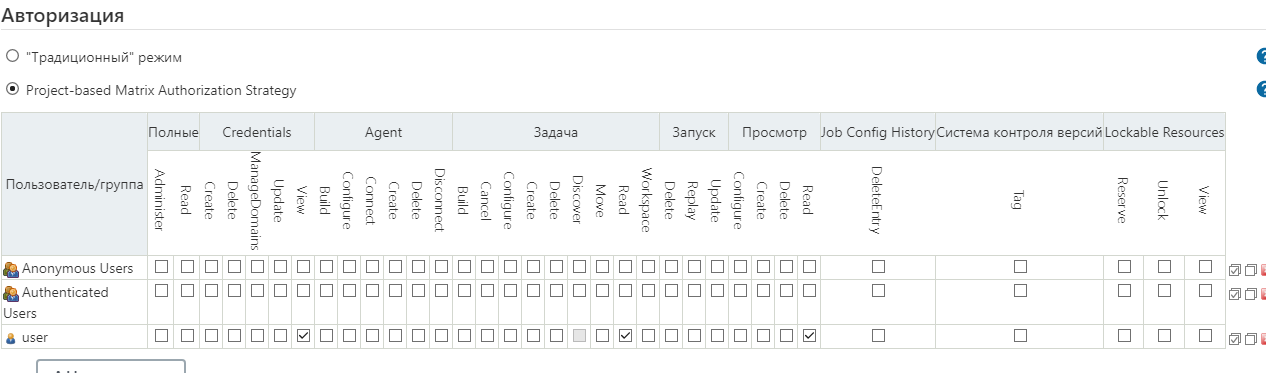 Авторизация
"Традиционный" режим
Project-based Matrix Authorization Strategy
Пользователь/группа Полные Credentials Agent Задача Запуск Просмотр Job Config History Система контроля версий Lockable Resources
Administer Read Create Delete ManageDomains Update View Build Configure Connect Create Delete Disconnect Build Cancel Configure Create Delete Discover Move Read Workspace Delete Replay Update Configure Create Delete Read DeleteEntry Tag Reserve Unlock View
Anonymous Users
Authenticated
Users
user